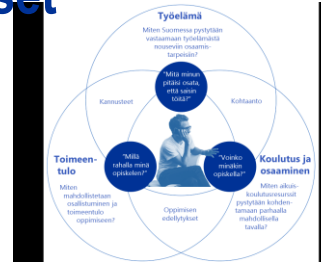 set
Työelämä
Miten Suomessa pystytään
vastaamaan työelämästä
nouseviin osaamis-
tarpeisiin?
"Mitä minun
pitäisi osata,
että saisin
töitä?"
Kannusteet
Kohtaanto
Toimeen-
tulo
Miten
mahdollistetaan
osallistuminen ja
toimeentulo
oppimiseen?
"Millä
rahalla minä
opiskelen?"
"Voinko
minäkin
opiskella?"
Koulutus ja
osaaminen
Miten aikuis-
koulutusresurssit
pystytään kohden-
tamaan parhaalla
mahdollisella
tavalla?
Oppimisen
edellytykset